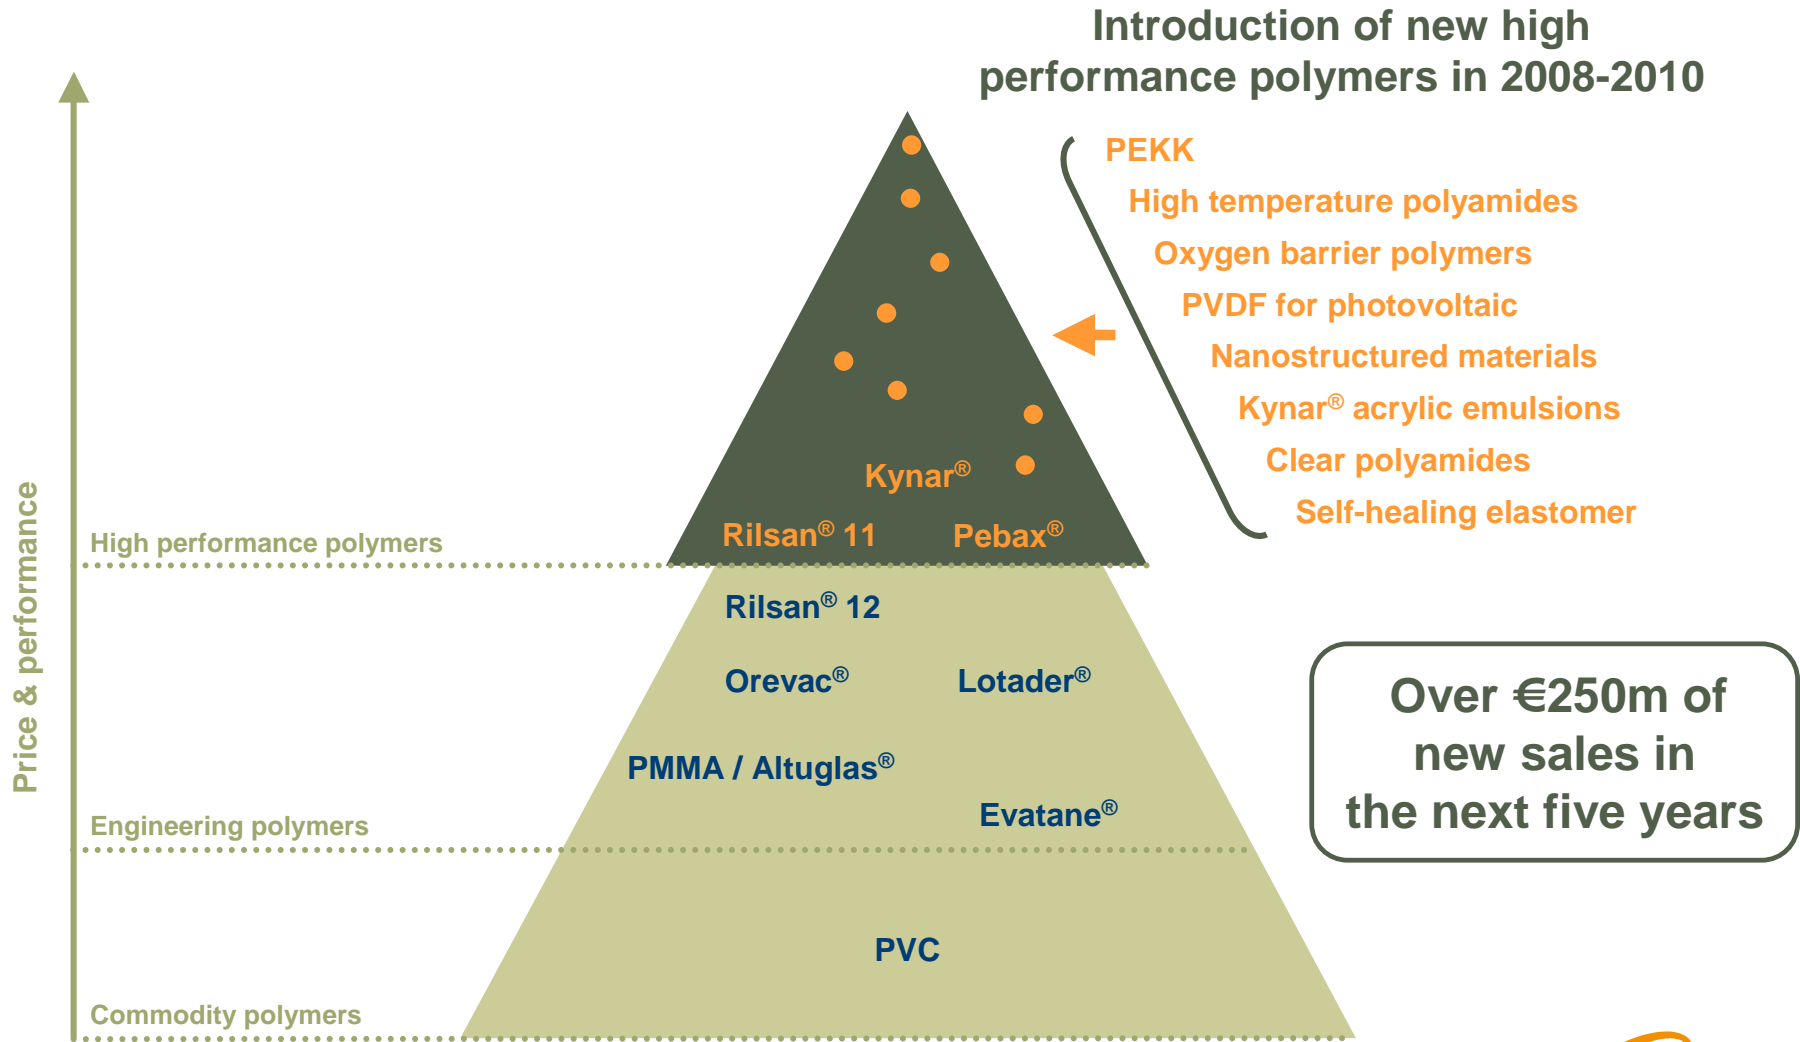 Introduction of new high
performance polymers in 2008-2010
PEKK
High temperature polyamides
Oxygen barrier polymers
PVDF for photovoltaic
Nanostructured materials
Kynar® acrylic emulsions
Clear polyamides
Self-healing elastomer
Price & performance
Kynar®
Rilsan® 11
Pebax®
High performance polymers
Rilsan® 12
Orevac®
Lotader®
PMMA / Altuglas®
Evatane®
Engineering polymers
PVC
Commodity polymers
Over €250m of
new sales in
the next five years